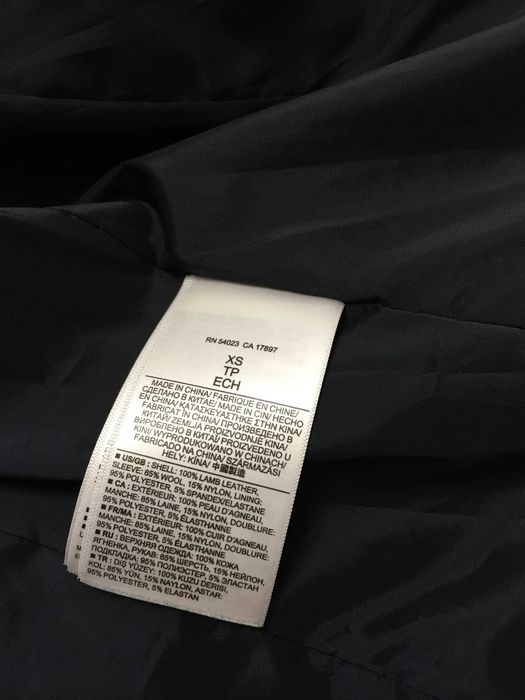 RN 54023 CA 17897
XS
TP
ECH
MADE IN CHINA/ FABRIQUE EN CHINE/
СДЕЛАНО В КИТАЕ/ MADE IN CIN/ HECHO
EN CHINA/ ΚΑΤΑΣΚΕΥΑΣΤΗΚΕ ΣΤΗΝ ΚΙΝΑ/
FABRICAT ÎN CHINA/ ПРОИЗВЕДЕНО В
КИТАЙ/ ZEMLJA PROIZVEDENO U
KINI/ WYPRODUKOWANO W CHINACH/
ВИРОБЛЕНО В КИТАЇ/ PROIZVODNJE KINA/
FABRICADO NA CHINA/ SZÁRMAZÁSI
HELY: KÍNA/ 中國製造
US/GB : SHELL: 100% LAMB LEATHER,
SLEEVE: 85% WOOL, 15% NYLON, LINING:
95% POLYESTER, 5% SPANDEX/ELASTANE
CA : EXTÉRIEUR: 100% PEAU D'AGNEAU,
MANCHE: 85% LAINE, 15% NYLON, DOUBLURE:
95% POLYESTER, 5% ÉLASTHANNE
FR/MA : EXTÉRIEUR: 100% CUIR D'AGNEAU,
MANCHE: 85% LAINE, 15% NYLON, DOUBLURE:
95% POLYESTER, 5% ÉLASTHANNE
RU : ВЕРХНЯЯ ОДЕЖДА: 100% КОЖА
ЯГНЕНКА, РУКАВ: 85% ШЕРСТЬ, 15% НЕЙЛОН,
ПОДКЛАДКА: 95% ПОЛИЭСТЕР, 5% ЭЛАСТАН
TR : DIŞ YÜZEY: 100% KUZU DERİSİ,
KOL: 85% YÜN, 15% NAYLON, ASTAR:
95% POLYESTER, 5% ELASTAN